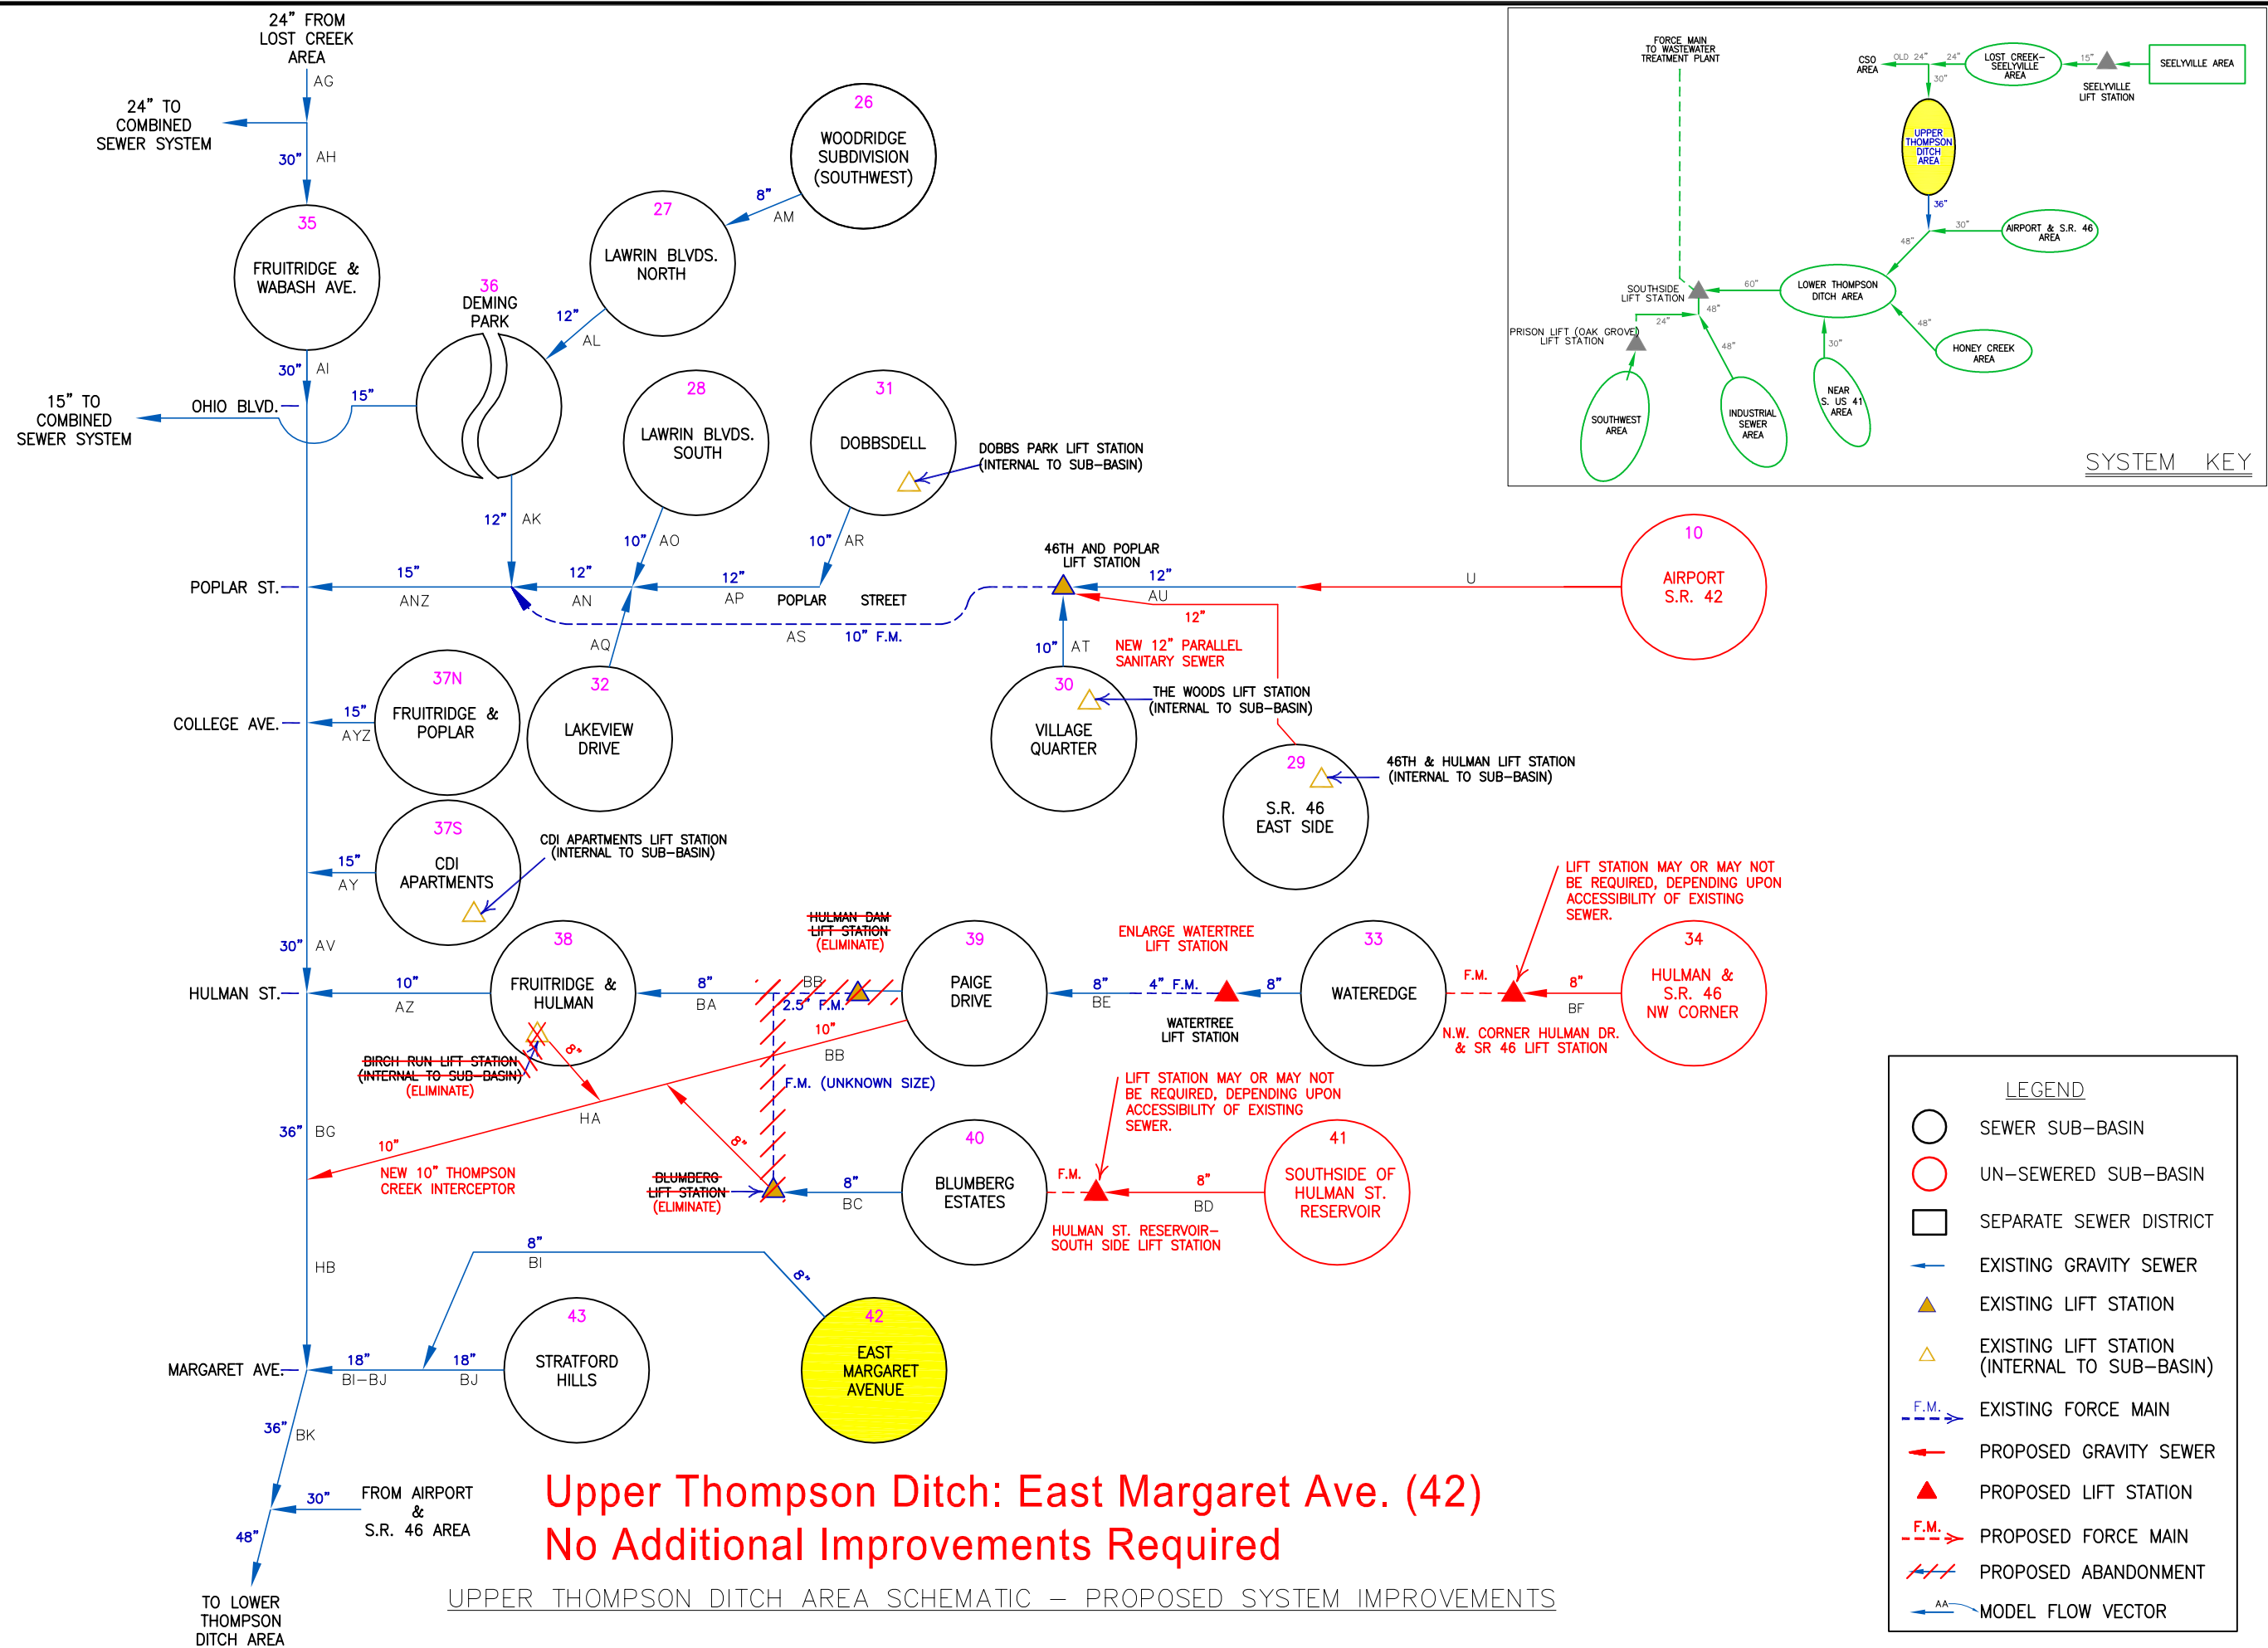 24" FROM
LOST CREEK
AREA
AG
24" TO
COMBINED
SEWER SYSTEM
30"
AH
35
FRUITRIDGE &
WABASH AVE.
30"
AI
OHIO BLVD.
15" TO
COMBINED
SEWER SYSTEM
15"
36
DEMING
PARK
26
WOODRIDGE
SUBDIVISION
(SOUTHWEST)
8"
AM
27
LAWRIN BLVDS.
NORTH
12"
AL
28
LAWRIN BLVDS.
SOUTH
31
DOBBSDELL
DOBBS PARK LIFT STATION
(INTERNAL TO SUB-BASIN)
12"
AK
10"
AO
10"
AR
POPLAR ST.
15"
ANZ
12"
AN
12"
AP
POPLAR STREET
AS
10" F.M.
AQ
46TH AND POPLAR
LIFT STATION
12"
AU
U
12"
10
AIRPORT
S.R. 42
10"
AT
NEW 12" PARALLEL
SANITARY SEWER
37N
FRUITRIDGE &
POPLAR
COLLEGE AVE.
15"
AYZ
32
LAKEVIEW
DRIVE
30
VILLAGE
QUARTER
THE WOODS LIFT STATION
(INTERNAL TO SUB-BASIN)
29
S.R. 46
EAST SIDE
46TH & HULMAN LIFT STATION
(INTERNAL TO SUB-BASIN)
37S
CDI
APARTMENTS
15"
AY
CDI APARTMENTS LIFT STATION
(INTERNAL TO SUB-BASIN)
30"
AV
HULMAN ST.
10"
AZ
38
FRUITRIDGE &
HULMAN
8"
BA
HULMAN DAM
LIFT STATION
(ELIMINATE)
BB
2.5" F.M.
39
PAIGE
DRIVE
ENLARGE WATERTREE
LIFT STATION
8"
BE
4" F.M.
8"
WATERTREE
LIFT STATION
33
WATEREDGE
F.M.
8"
BF
LIFT STATION MAY OR MAY NOT
BE REQUIRED, DEPENDING UPON
ACCESSIBILITY OF EXISTING
SEWER.
34
HULMAN &
S.R. 46
NW CORNER
N.W. CORNER HULMAN DR.
& SR 46 LIFT STATION
BIRCH RUN LIFT STATION
(INTERNAL TO SUB-BASIN)
(ELIMINATE)
8"
10"
BB
F.M. (UNKNOWN SIZE)
HA
36"
BG
10"
NEW 10" THOMPSON
CREEK INTERCEPTOR
8"
BLUMBERG
LIFT STATION
(ELIMINATE)
8"
BC
40
BLUMBERG
ESTATES
LIFT STATION MAY OR MAY NOT
BE REQUIRED, DEPENDING UPON
ACCESSIBILITY OF EXISTING
SEWER.
F.M.
8"
BD
41
SOUTHSIDE OF
HULMAN ST.
RESERVOIR
HULMAN ST. RESERVOIR-
SOUTH SIDE LIFT STATION
HB
8"
BI
8"
MARGARET AVE.
18"
BI-BJ
18"
BJ
43
STRATFORD
HILLS
42
EAST
MARGARET
AVENUE
36"
BK
30"
FROM AIRPORT
&
S.R. 46 AREA
48"
TO LOWER
THOMPSON
DITCH AREA
Upper Thompson Ditch: East Margaret Ave. (42)
No Additional Improvements Required
UPPER THOMPSON DITCH AREA SCHEMATIC – PROPOSED SYSTEM IMPROVEMENTS
FORCE MAIN
TO WASTEWATER
TREATMENT PLANT
CSO
AREA
OLD 24"
24"
LOST CREEK-
SEELYVILLE
AREA
15"
SEELYVILLE
LIFT STATION
SEELYVILLE AREA
30"
UPPER
THOMPSON
DITCH
AREA
36"
30"
AIRPORT & S.R. 46
AREA
48"
LOWER THOMPSON
DITCH AREA
60"
SOUTHSIDE
LIFT STATION
48"
24"
PRISON LIFT (OAK GROVE)
LIFT STATION
48"
30"
48"
HONEY CREEK
AREA
NEAR
S. US 41
AREA
INDUSTRIAL
SEWER
AREA
SOUTHWEST
AREA
SYSTEM KEY
LEGEND
SEWER SUB-BASIN
UN-SEWERED SUB-BASIN
SEPARATE SEWER DISTRICT
EXISTING GRAVITY SEWER
EXISTING LIFT STATION
EXISTING LIFT STATION
(INTERNAL TO SUB-BASIN)
F.M.
EXISTING FORCE MAIN
PROPOSED GRAVITY SEWER
PROPOSED LIFT STATION
F.M.
PROPOSED FORCE MAIN
PROPOSED ABANDONMENT
AA
MODEL FLOW VECTOR